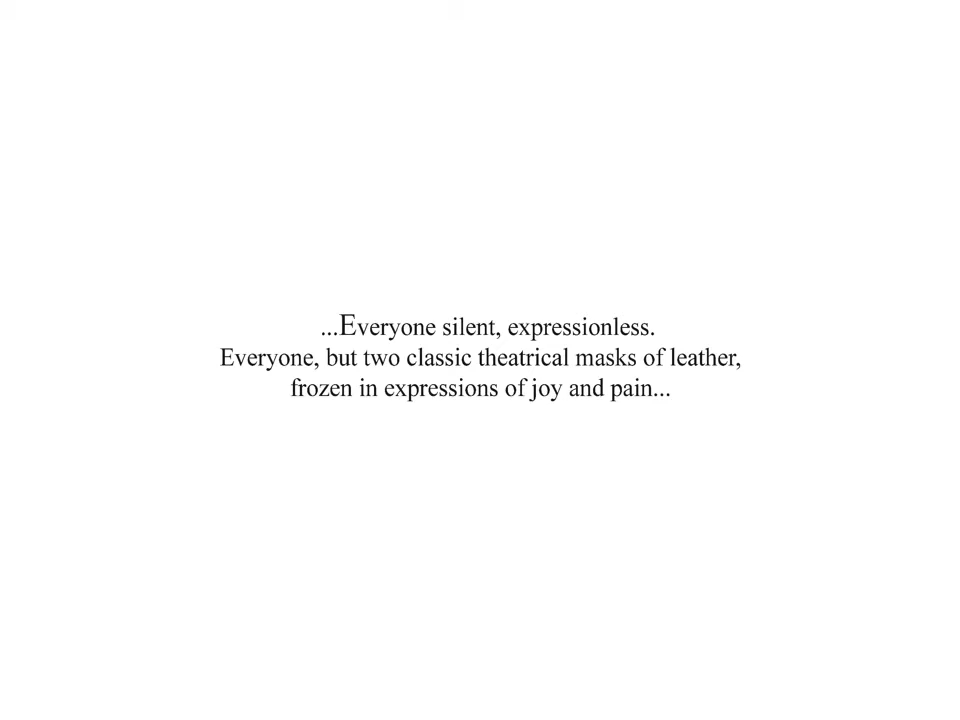 ...Everyone silent, expressionless.
Everyone, but two classic theatrical masks of leather,
frozen in expressions of joy and pain...